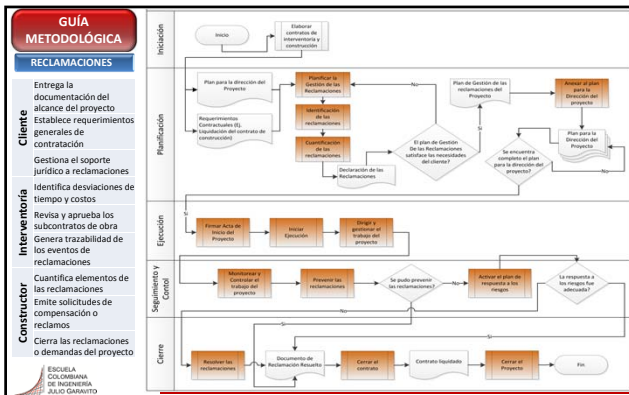 GUÍA
METODOLÓGICA
RECLAMACIONES
Cliente
Entrega la
documentación del
alcance del proyecto
Establece requerimientos
generales de
contratación
Gestiona el soporte
jurídico a reclamaciones
Interventoría
Identifica desviaciones de
tiempo y costos
Revisa y aprueba los
subcontratos de obra
Genera trazabilidad de
los eventos de
reclamaciones
Constructor
Cuantifica elementos de
las reclamaciones
Emite solicitudes de
compensación o
reclamos
Cierra las reclamaciones
o demandas del proyecto
ESCUELA
COLOMBIANA
DE INGENIERÍA
JULIO GARAVITO
Iniciación
Inicio
Elaborar
contratos de
interventoría y
construcción
Planificación
Plan para la dirección del
Proyecto
Requerimientos
Contractuales (Ej.
Liquidación del contrato de
construcción)
Planificar la
Gestión de las
Reclamaciones
Identificación
de las
reclamaciones
Cuantificación
de las
reclamaciones
Declaración de las
Reclamaciones
El plan de Gestión
De las Reclamaciones
satisface las necesidades
del cliente?
No
Si
Plan de Gestión de las
reclamaciones del
Proyecto
Anexar al plan
para la
Dirección del
proyecto
Plan para la
Dirección del
Proyecto
Se encuentra
completo el plan
para la dirección del
proyecto?
No
Si
Ejecución
Firmar Acta de
Inicio del
Proyecto
Iniciar
Ejecución
Dirigir y
gestionar el
trabajo del
proyecto
Seguimiento y
Contol
Monitorear y
Controlar el
trabajo del
proyecto
Prevenir las
reclamaciones
Se pudo prevenir
las reclamaciones?
No
Si
Activar el plan de
respuesta a los
riesgos
La respuesta a
los riesgos fue
adecuada?
No
Si
Cierre
Resolver las
reclamaciones
Documento de
Reclamación Resuelto
Cerrar el
contrato
Contrato liquidado
Cerrar el
Proyecto
Fin